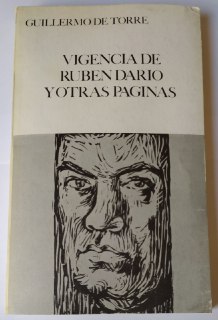 GUILLERMO DE TORRE
VIGENCIA DE
RUBEN DARIO
Y OTRAS PAGINAS